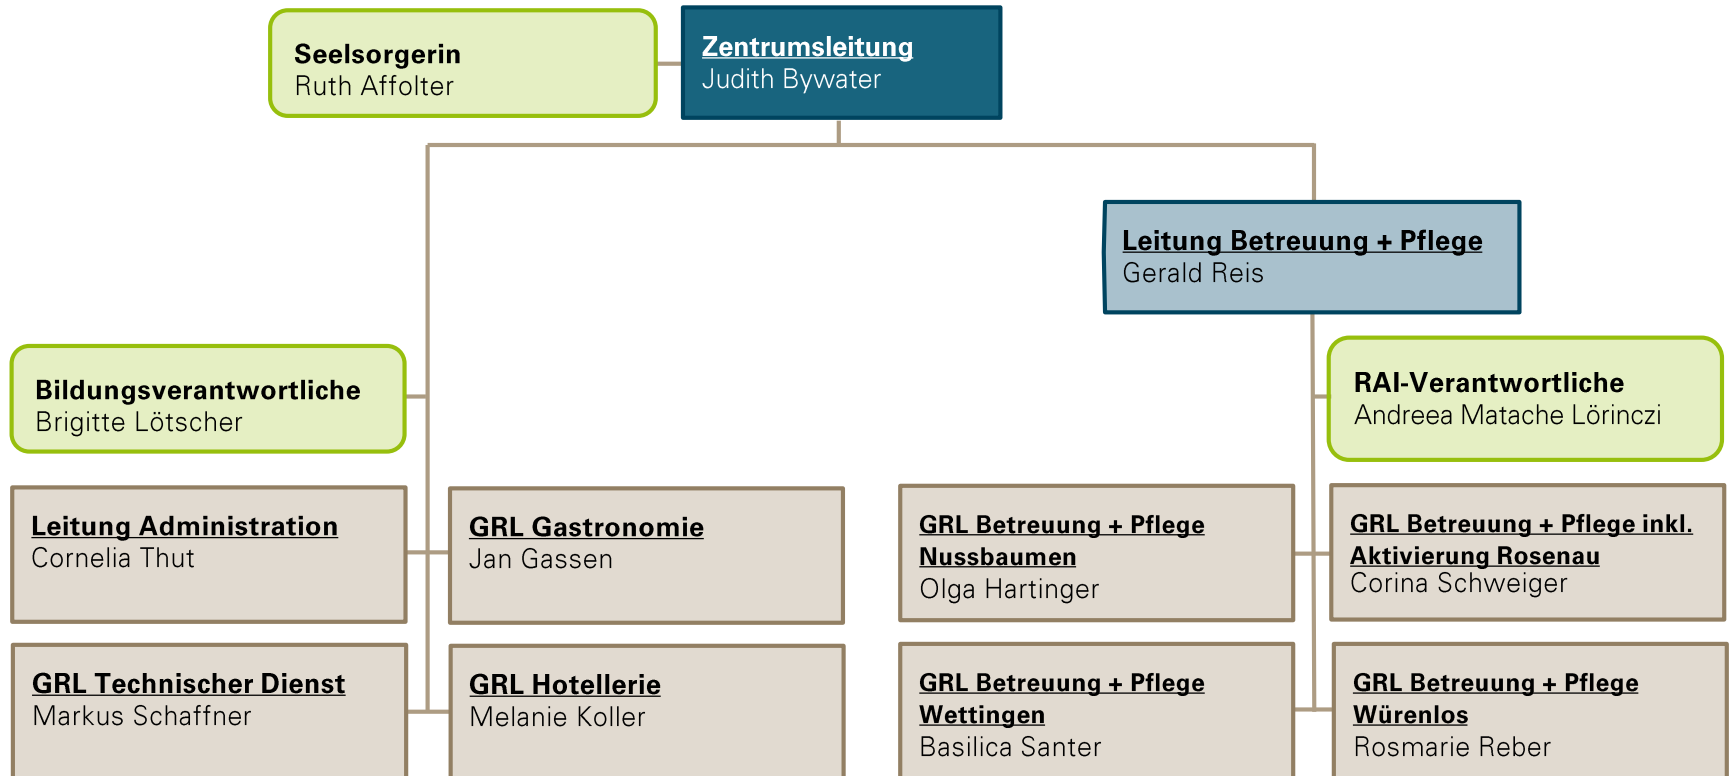 Seelsorgerin
Ruth Affolter
Zentrumsleitung
Judith Bywater
Leitung Betreuung + Pflege
Gerald Reis
Bildungsverantwortliche
Brigitte Lötscher
RAI-Verantwortliche
Andreea Matache Lörinczi
Leitung Administration
Cornelia Thut
GRL Gastronomie
Jan Gassen
GRL Betreuung + Pflege
Nussbaumen
Olga Hartinger
GRL Betreuung + Pflege inkl.
Aktivierung Rosenau
Corina Schweiger
GRL Technischer Dienst
Markus Schaffner
GRL Hotellerie
Melanie Koller
GRL Betreuung + Pflege
Wettingen
Basilica Santer
GRL Betreuung + Pflege
Würenlos
Rosmarie Reber